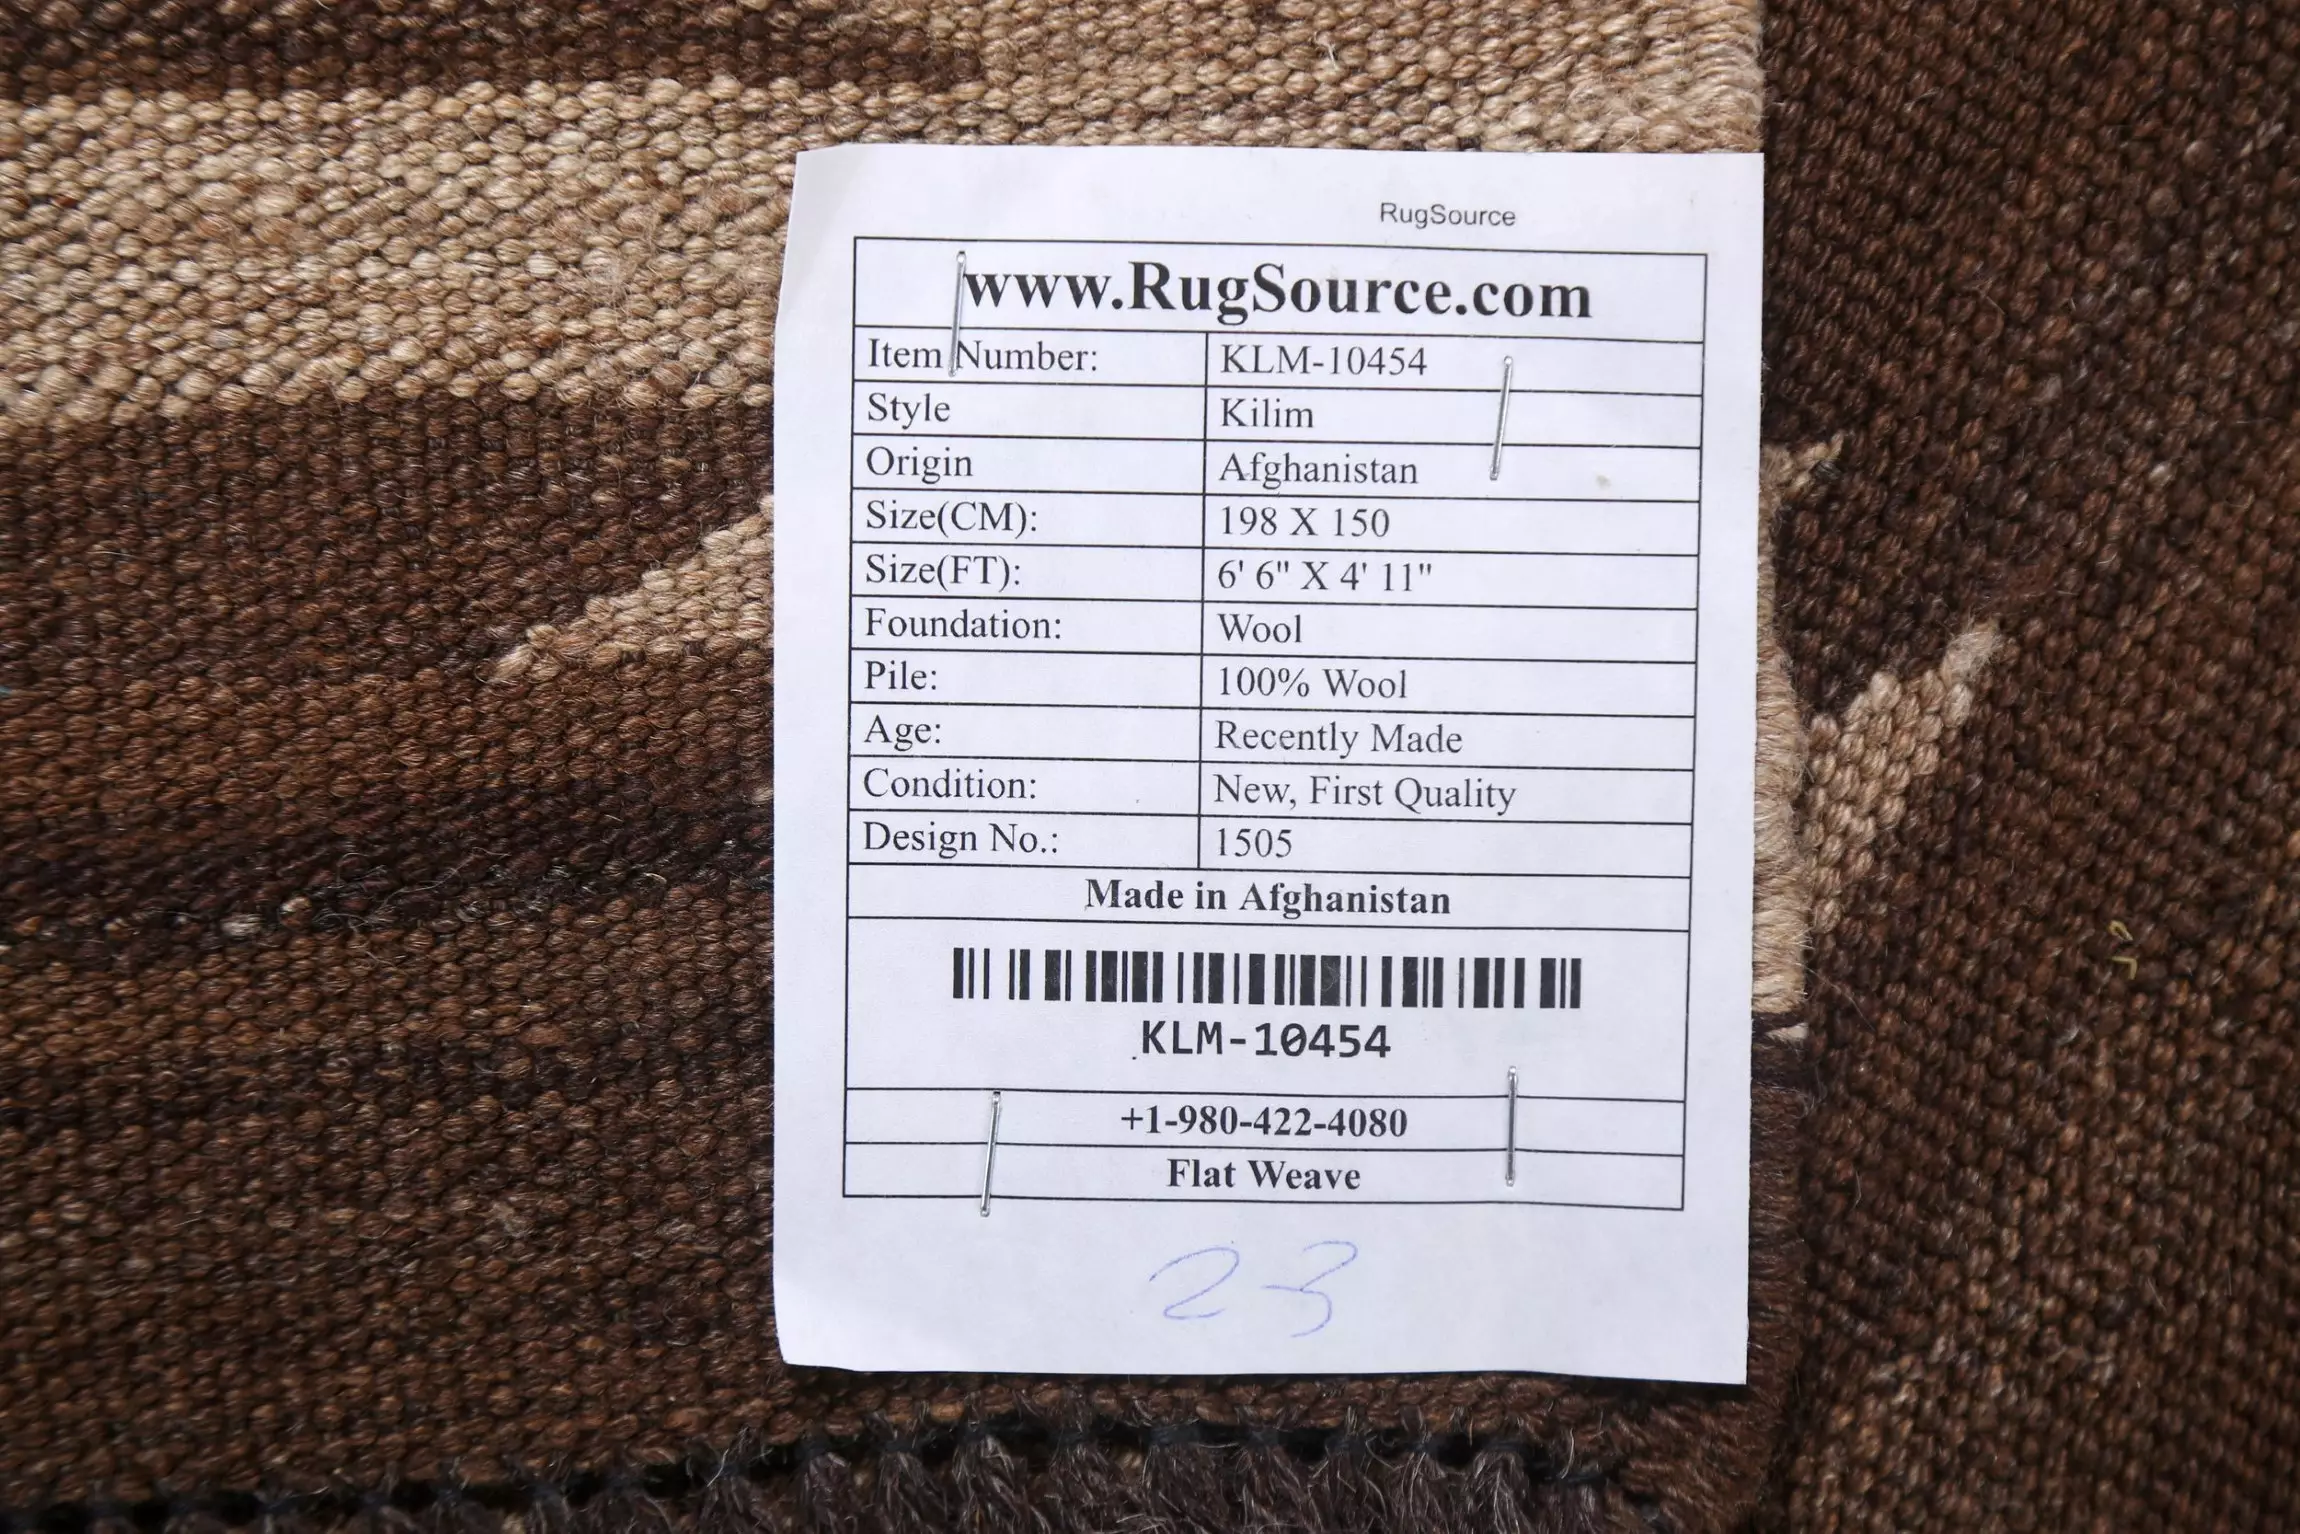 RugSource
www.RugSource.com
Item Number: KLM-10454
Style Kilim
Origin Afghanistan
Size(CM): 198 X 150
Size(FT): 6' 6" X 4' 11"
Foundation: Wool
Pile: 100% Wool
Age: Recently Made
Condition: New, First Quality
Design No.: 1505
Made in Afghanistan
KLM-10454
+1-980-422-4080
Flat Weave
23